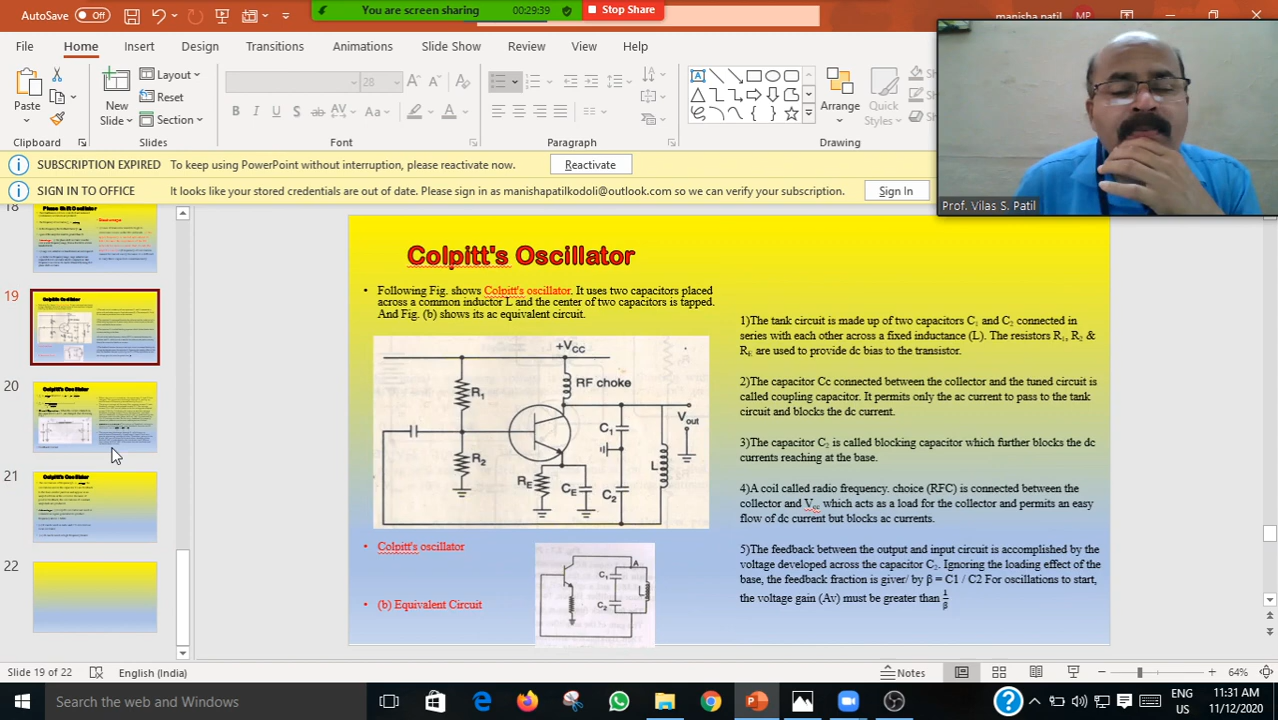 AutoSave
Off
You are screen sharing
00:29:39
Stop Share
manisha patil
MP
File
Home
Insert
Design
Transitions
Animations
Slide Show
Review
View
Help
Paste
New
Slide
Layout
Reset
Section
28
B
I
U
S
ab
AV
Aa
A
Arrange
Quick
Styles
Clipboard
Slides
Font
Paragraph
Drawing
SUBSCRIPTION EXPIRED To keep using PowerPoint without interruption, please reactivate now. Reactivate
SIGN IN TO OFFICE It looks like your stored credentials are out of date. Please sign in as manishapatilkodoli@outlook.com so we can verify your subscription. Sign In
Prof. Vilas S. Patil
18
Phase Shift Oscillator
19
Colpitt's Oscillator
20
Colpitt's Oscillator
21
Colpitt's Oscillator
22
Colpitt's Oscillator
• Following Fig. shows Colpitt's oscillator. It uses two capacitors placed
across a common inductor L and the center of two capacitors is tapped.
And Fig. (b) shows its ac equivalent circuit.
+VCC
RF choke
R1
R2
RE
CE
C1
C2
L
Vout
• Colpitt's oscillator
• (b) Equivalent Circuit
A
C1
C2
L
1)The tank circuit is made up of two capacitors C1 and C2 connected in
series with each other across a fixed inductance (L). The resistors R1, R2 &
RE are used to provide dc bias to the transistor.
2)The capacitor Cc connected between the collector and the tuned circuit is
called coupling capacitor. It permits only the ac current to pass to the tank
circuit and blocks the dc current.
3)The capacitor C2 is called blocking capacitor which further blocks the dc
currents reaching at the base.
4)A coil called radio frequency. choice (RFC) is connected between the
collector and Vcc which acts as a load for the collector and permits an easy
flow of dc current but blocks ac currents.
5)The feedback between the output and input circuit is accomplished by the
voltage developed across the capacitor C2. Ignoring the loading effect of the
base, the feedback fraction is giver/ by β = C1 / C2 For oscillations to start,
the voltage gain (Av) must be greater than 1/β
Slide 19 of 22
English (India)
Notes
64%
Search the web and Windows
ENG
US
11:31 AM
11/12/2020